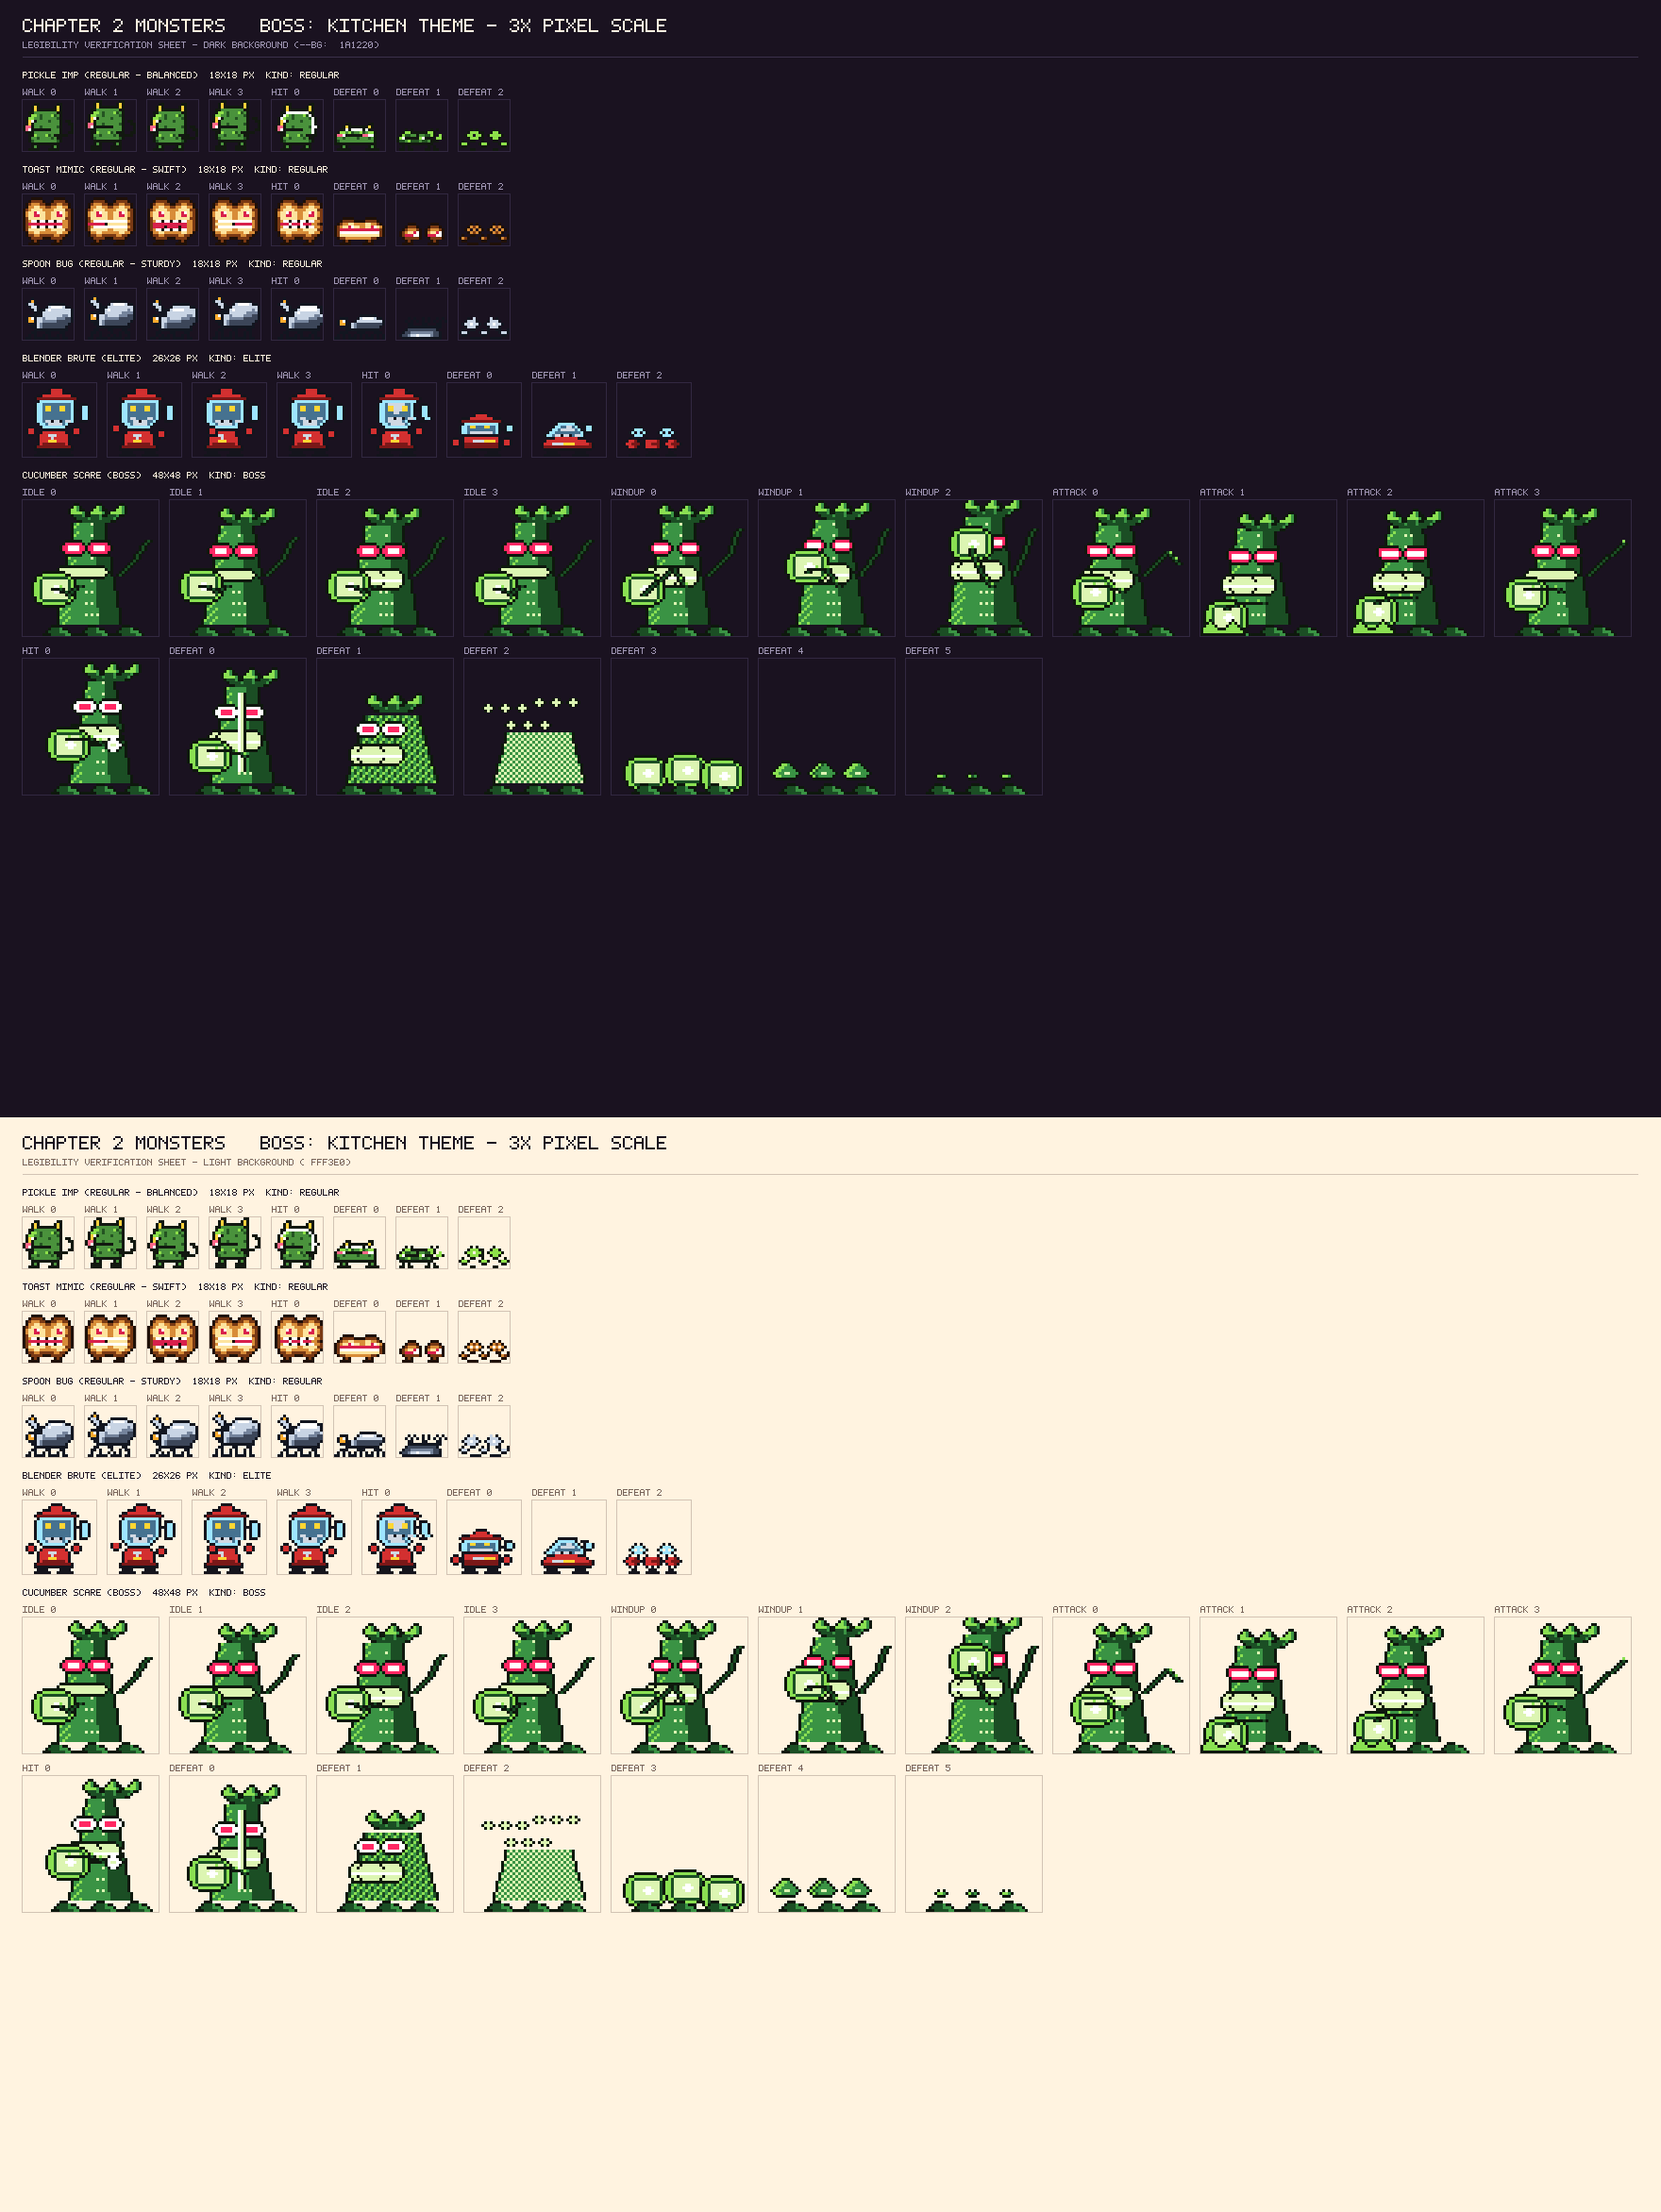 CHAPTER 2 MONSTERS BOSS: KITCHEN THEME - 3X PIXEL SCALE
LEGIBILITY VERIFICATION SHEET - DARK BACKGROUND (--BG: 1A1220)
PICKLE IMP (REGULAR - BALANCED) 18X18 PX KIND: REGULAR
WALK 0 WALK 1 WALK 2 WALK 3 HIT 0 DEFEAT 0 DEFEAT 1 DEFEAT 2
TOAST MIMIC (REGULAR - SWIFT) 18X18 PX KIND: REGULAR
WALK 0 WALK 1 WALK 2 WALK 3 HIT 0 DEFEAT 0 DEFEAT 1 DEFEAT 2
SPOON BUG (REGULAR - STURDY) 18X18 PX KIND: REGULAR
WALK 0 WALK 1 WALK 2 WALK 3 HIT 0 DEFEAT 0 DEFEAT 1 DEFEAT 2
BLENDER BRUTE (ELITE) 26X26 PX KIND: ELITE
WALK 0 WALK 1 WALK 2 WALK 3 HIT 0 DEFEAT 0 DEFEAT 1 DEFEAT 2
CUCUMBER SCARE (BOSS) 48X48 PX KIND: BOSS
IDLE 0 IDLE 1 IDLE 2 IDLE 3 WINDUP 0 WINDUP 1 WINDUP 2 ATTACK 0 ATTACK 1 ATTACK 2 ATTACK 3
HIT 0 DEFEAT 0 DEFEAT 1 DEFEAT 2 DEFEAT 3 DEFEAT 4 DEFEAT 5
CHAPTER 2 MONSTERS BOSS: KITCHEN THEME - 3X PIXEL SCALE
LEGIBILITY VERIFICATION SHEET - LIGHT BACKGROUND ( FFF3E0)
PICKLE IMP (REGULAR - BALANCED) 18X18 PX KIND: REGULAR
WALK 0 WALK 1 WALK 2 WALK 3 HIT 0 DEFEAT 0 DEFEAT 1 DEFEAT 2
TOAST MIMIC (REGULAR - SWIFT) 18X18 PX KIND: REGULAR
WALK 0 WALK 1 WALK 2 WALK 3 HIT 0 DEFEAT 0 DEFEAT 1 DEFEAT 2
SPOON BUG (REGULAR - STURDY) 18X18 PX KIND: REGULAR
WALK 0 WALK 1 WALK 2 WALK 3 HIT 0 DEFEAT 0 DEFEAT 1 DEFEAT 2
BLENDER BRUTE (ELITE) 26X26 PX KIND: ELITE
WALK 0 WALK 1 WALK 2 WALK 3 HIT 0 DEFEAT 0 DEFEAT 1 DEFEAT 2
CUCUMBER SCARE (BOSS) 48X48 PX KIND: BOSS
IDLE 0 IDLE 1 IDLE 2 IDLE 3 WINDUP 0 WINDUP 1 WINDUP 2 ATTACK 0 ATTACK 1 ATTACK 2 ATTACK 3
HIT 0 DEFEAT 0 DEFEAT 1 DEFEAT 2 DEFEAT 3 DEFEAT 4 DEFEAT 5